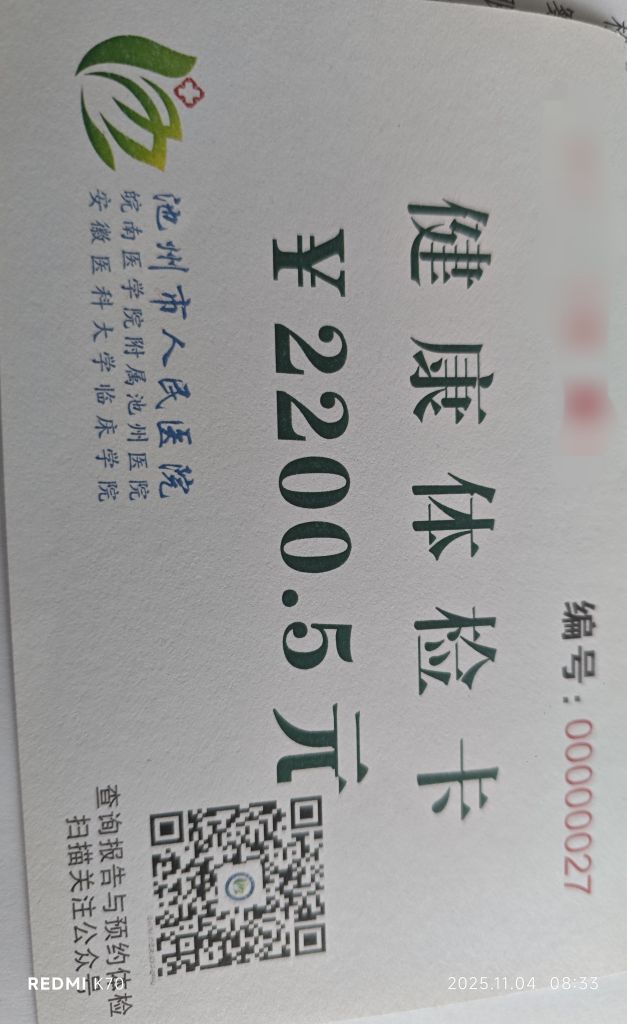 编号：00000027
健康体检卡
￥2200.5元
池州市人民医院
皖南医学院附属池州医院
安徽医科大学临床学院
查询报告与预约体检
扫描关注公众号
REDMI K70
2025.11.04 08:33